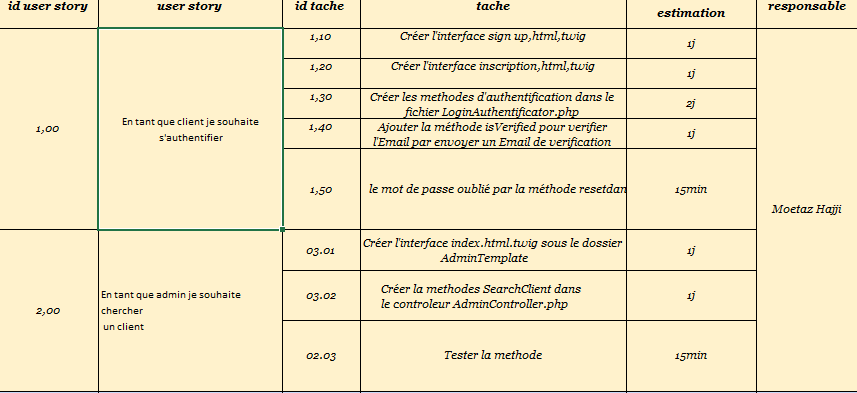 id user story user story id tache tache estimation responsable
1,00
En tant que client je souhaite
s'authentifier
1,10 Créer l'interface sign up,html,twig 1j
1,20 Créer l'interface inscription,html,twig 1j
1,30 Créer les methodes d'authentification dans le
fichier LoginAuthentificator.php 2j
1,40 Ajouter la méthode isVerified pour verifier
l'Email par envoyer un Email de verification 1j
1,50 le mot de passe oublié par la méthode resetdan 15min
Moetaz Hajji
2,00
En tant que admin je souhaite
chercher
un client
03.01 Créer l'interface index.html.twig sous le dossier
AdminTemplate 1j
03.02 Créer la methodes SearchClient dans
le controleur AdminController.php 1j
02.03 Tester la methode 15min